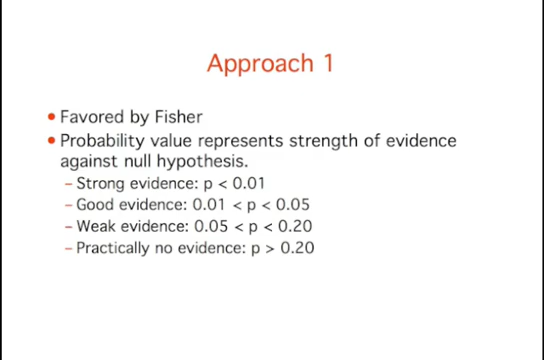 Approach 1
• Favored by Fisher
• Probability value represents strength of evidence
against null hypothesis.
– Strong evidence: p < 0.01
– Good evidence: 0.01 < p < 0.05
– Weak evidence: 0.05 < p < 0.20
– Practically no evidence: p > 0.20